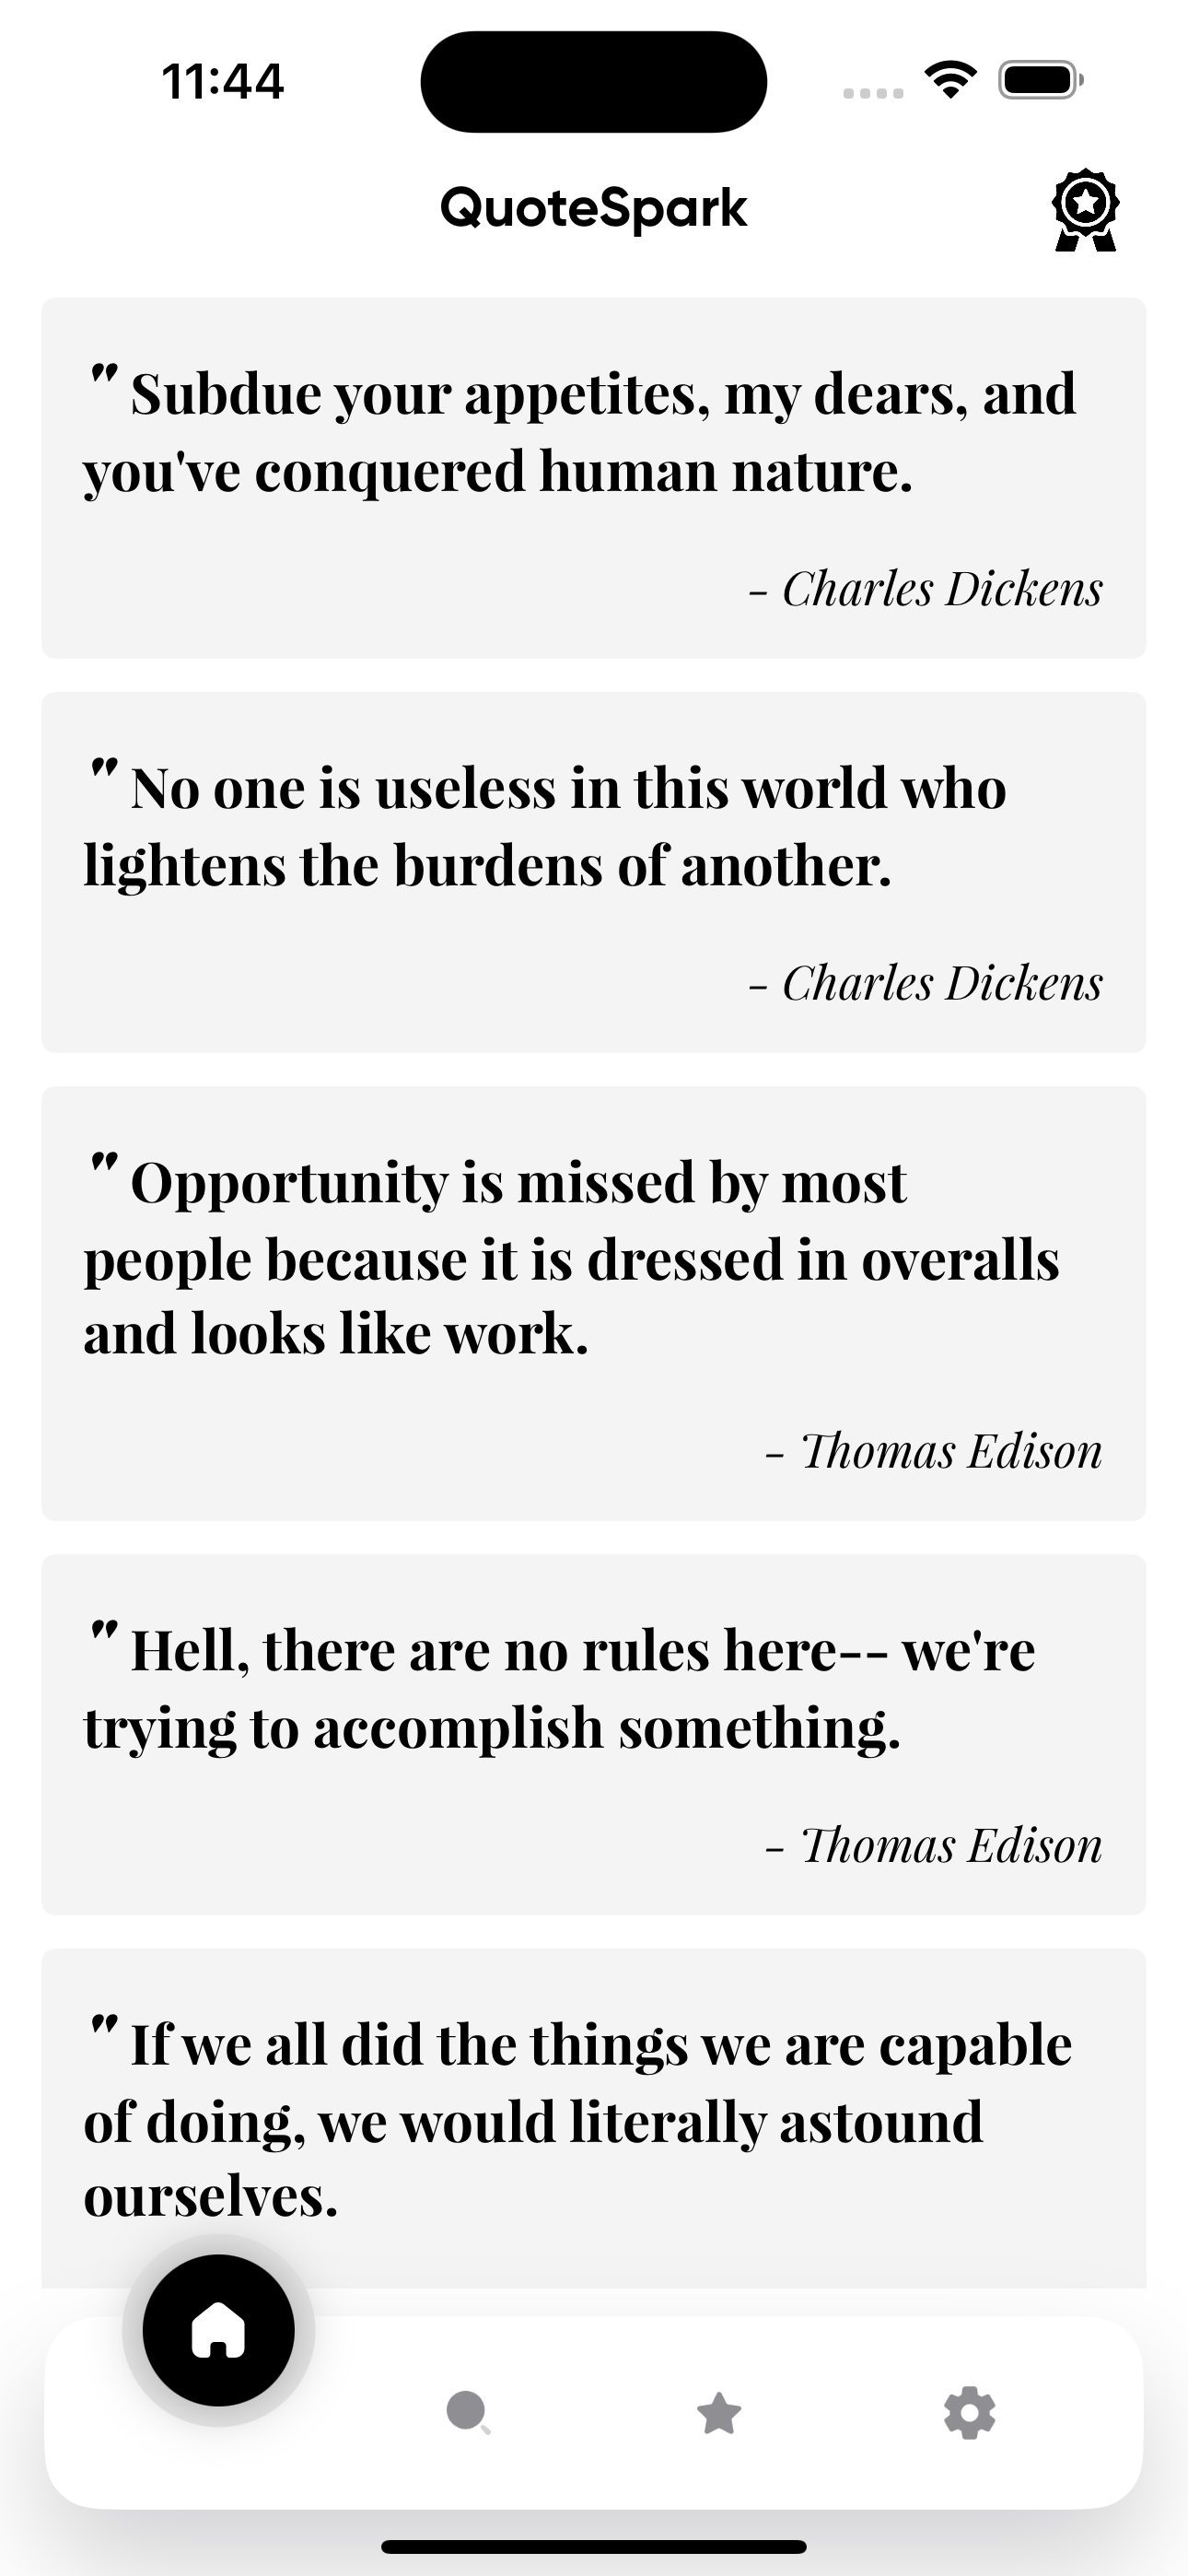 11:44
QuoteSpark
" Subdue your appetites, my dears, and
you've conquered human nature.
- Charles Dickens
" No one is useless in this world who
lightens the burdens of another.
- Charles Dickens
" Opportunity is missed by most
people because it is dressed in overalls
and looks like work.
- Thomas Edison
" Hell, there are no rules here-- we're
trying to accomplish something.
- Thomas Edison
" If we all did the things we are capable
of doing, we would literally astound
ourselves.